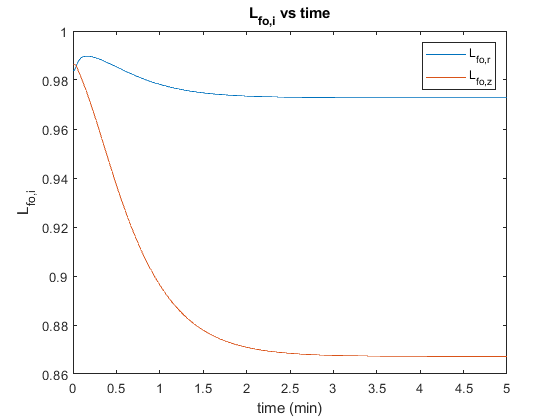 L_fo,i vs time
L_fo,r
L_fo,z
1
0.98
0.96
0.94
0.92
0.9
0.88
0.86
L_fo,i
0 0.5 1 1.5 2 2.5 3 3.5 4 4.5 5
time (min)